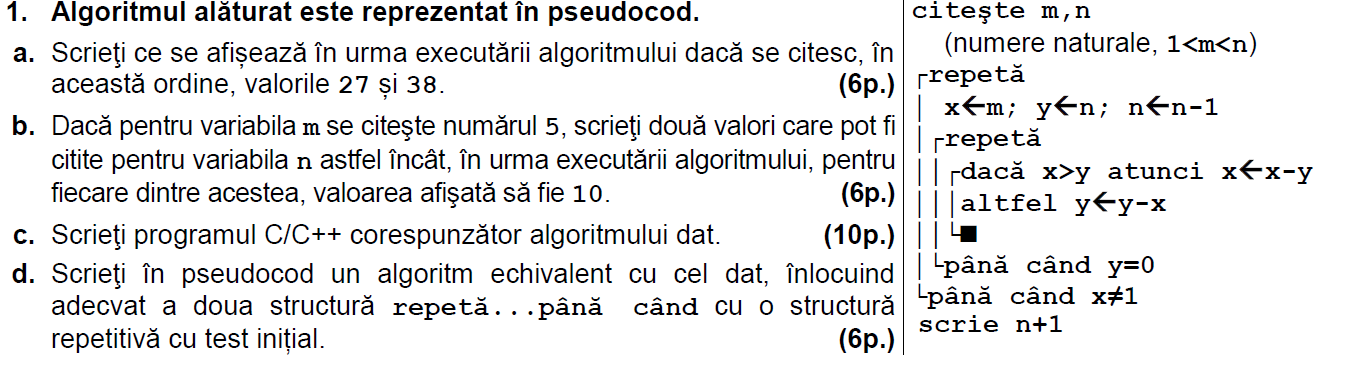 1. Algoritmul alăturat este reprezentat în pseudocod.
a. Scrieţi ce se afișează în urma executării algoritmului dacă se citesc, în
această ordine, valorile 27 și 38. (6p.)
b. Dacă pentru variabila m se citeşte numărul 5, scrieţi două valori care pot fi
citite pentru variabila n astfel încât, în urma executării algoritmului, pentru
fiecare dintre acestea, valoarea afişată să fie 10. (6p.)
c. Scrieţi programul C/C++ corespunzător algoritmului dat. (10p.)
d. Scrieţi în pseudocod un algoritm echivalent cu cel dat, înlocuind
adecvat a doua structură repetă...până când cu o structură
repetitivă cu test inițial. (6p.)
citeşte m,n
(numere naturale, 1<m<n)
┌repetă
│ x🡨m; y🡨n; n🡨n-1
│┌repetă
││┌dacă x>y atunci x🡨x-y
│││altfel y🡨y-x
││└■
│└până când y=0
└până când x≠1
scrie n+1